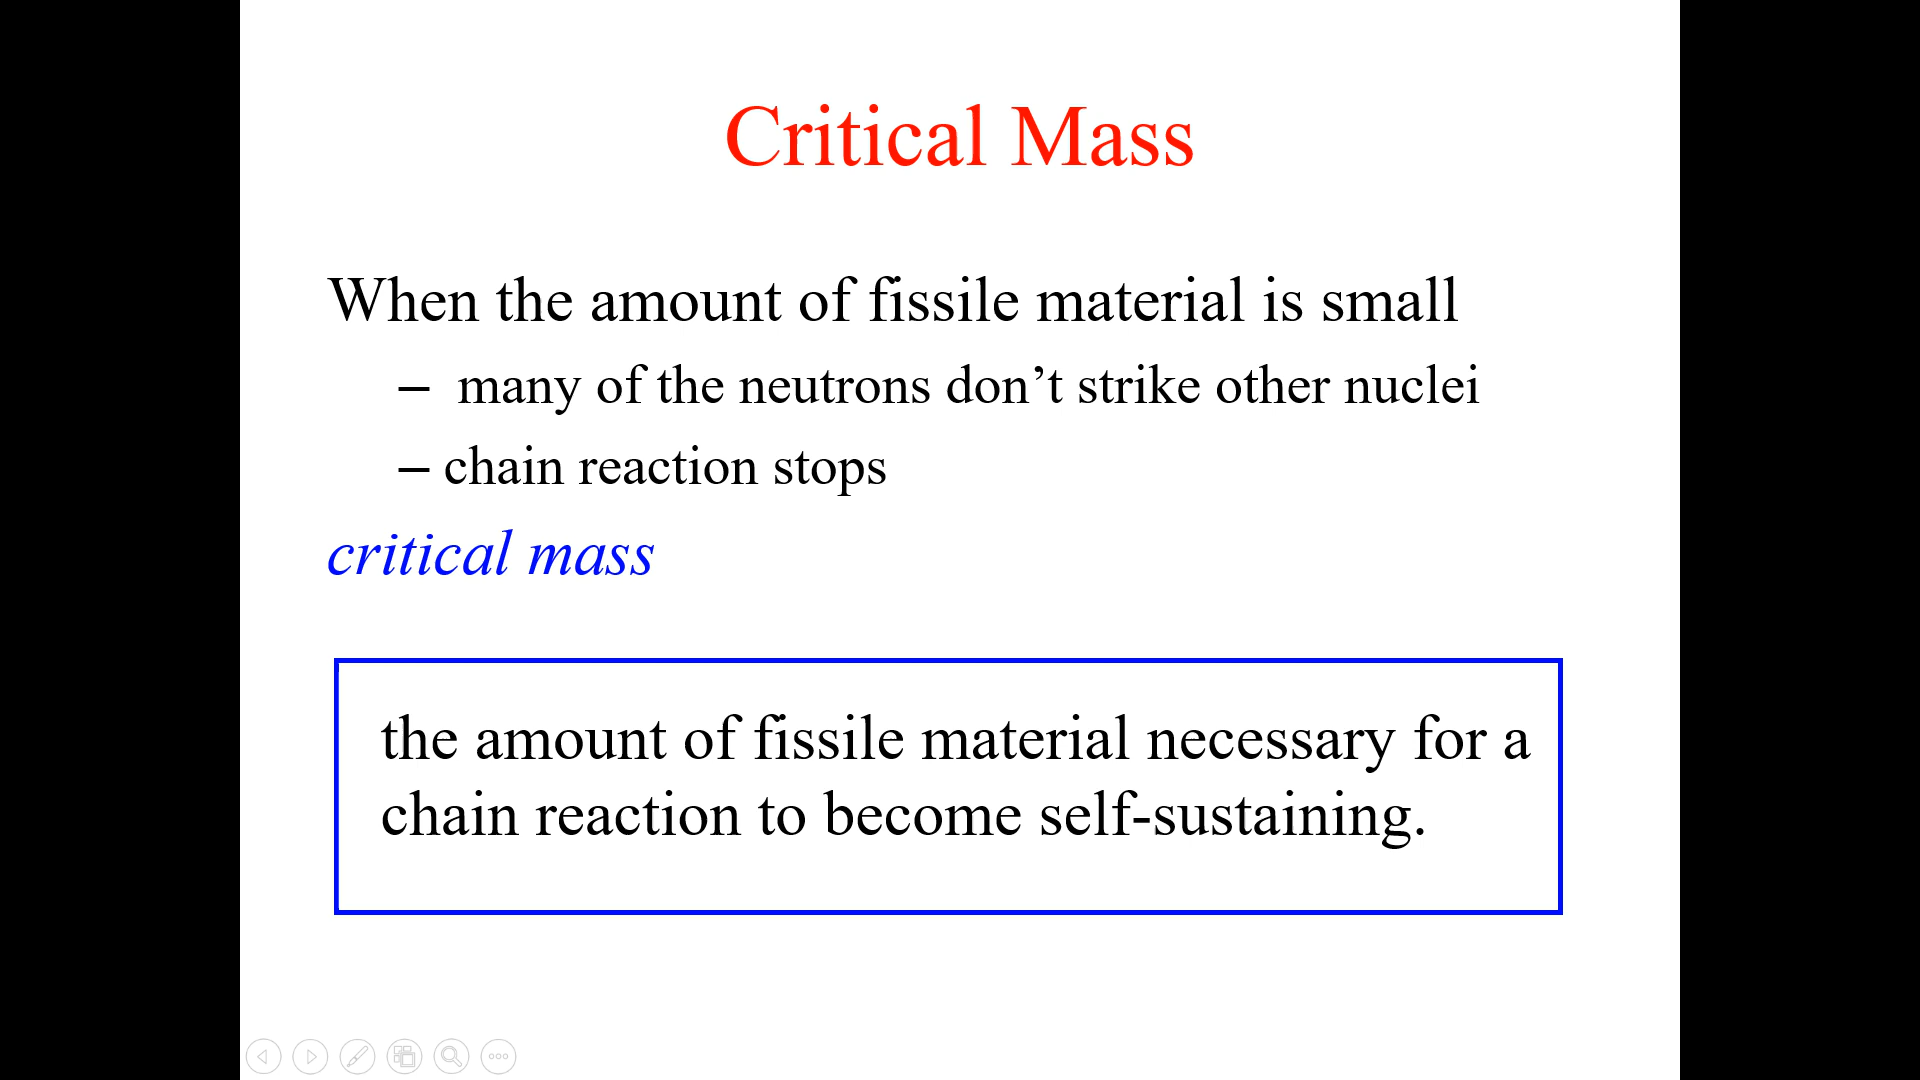 Critical Mass
When the amount of fissile material is small
– many of the neutrons don’t strike other nuclei
– chain reaction stops
critical mass
the amount of fissile material necessary for a
chain reaction to become self-sustaining.